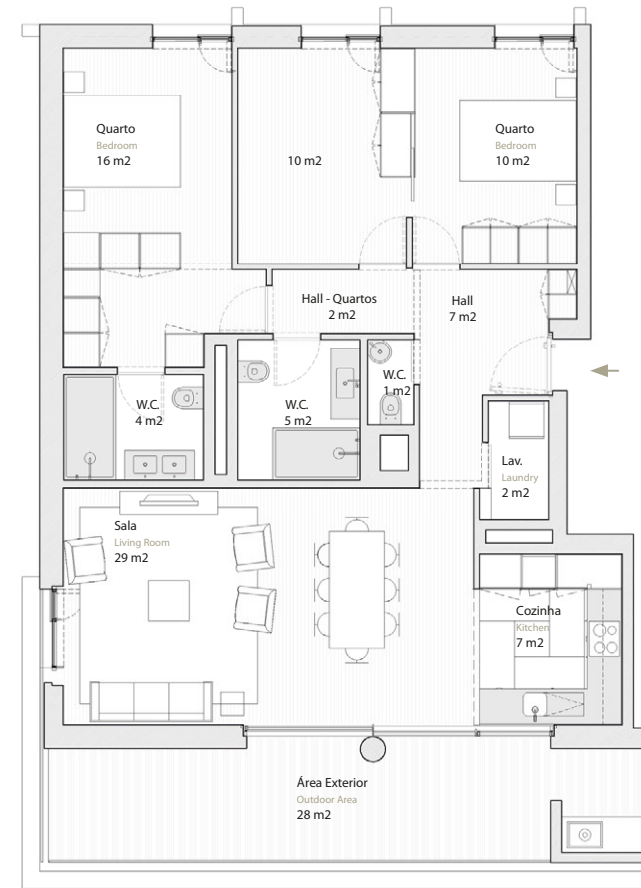 Quarto
Bedroom
16 m2
10 m2
Quarto
Bedroom
10 m2
Hall - Quartos
2 m2
Hall
7 m2
W.C.
4 m2
W.C.
5 m2
W.C.
1 m2
Lav.
Laundry
2 m2
Sala
Living Room
29 m2
Cozinha
Kitchen
7 m2
Área Exterior
Outdoor Area
28 m2